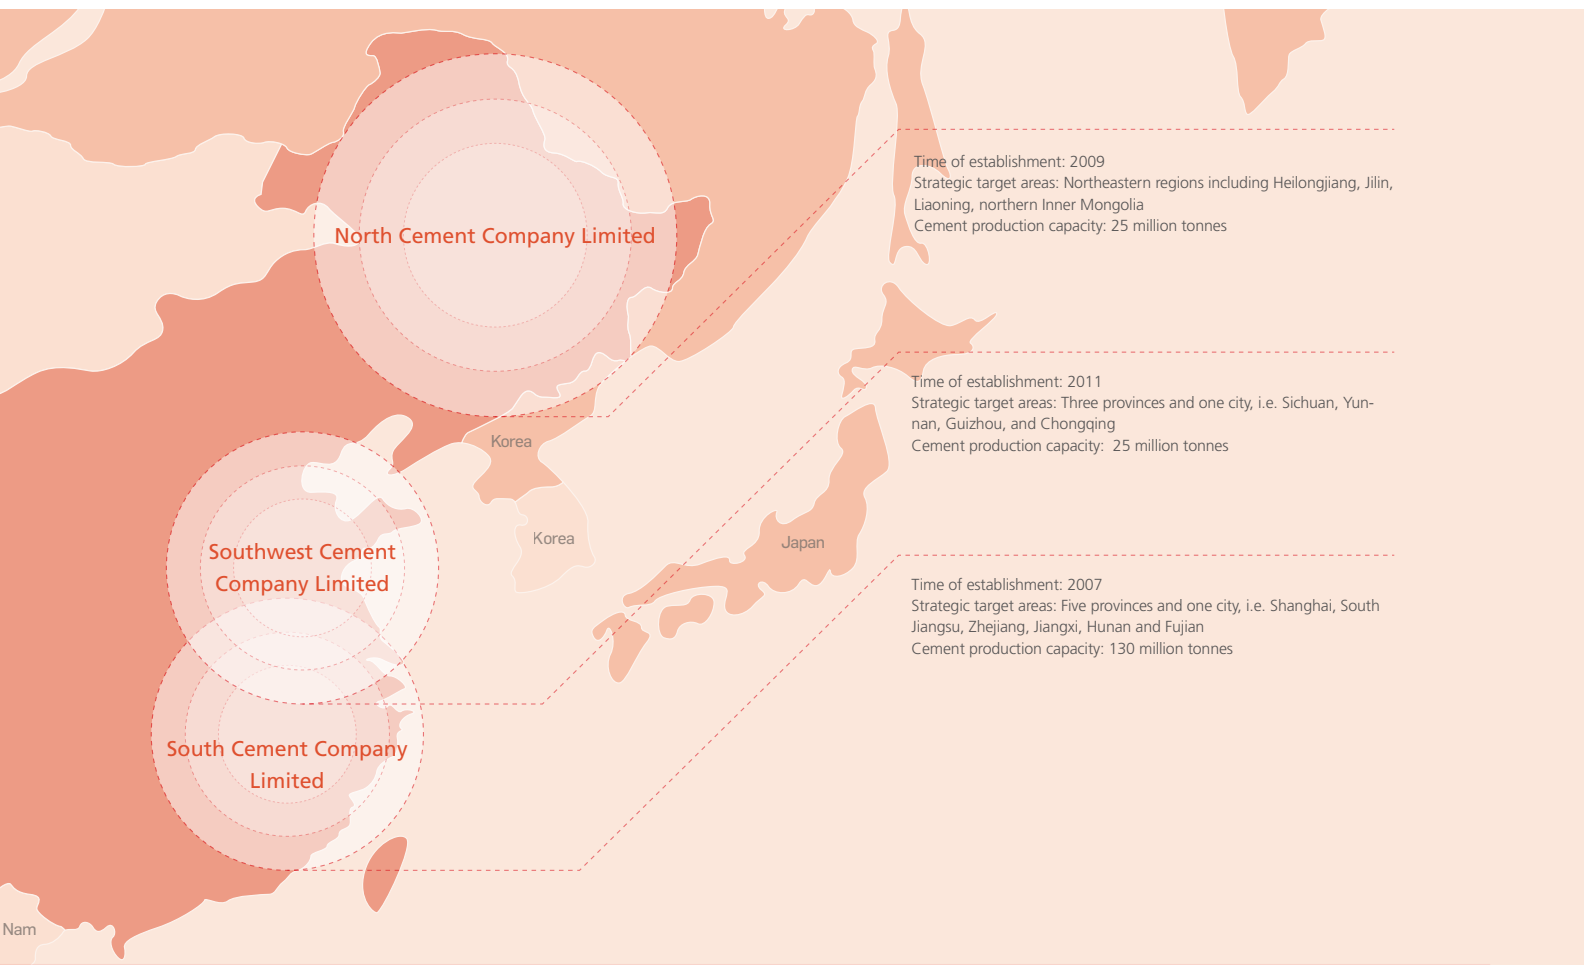 North Cement Company Limited
Time of establishment: 2009
Strategic target areas: Northeastern regions including Heilongjiang, Jilin,
Liaoning, northern Inner Mongolia
Cement production capacity: 25 million tonnes
Time of establishment: 2011
Strategic target areas: Three provinces and one city, i.e. Sichuan, Yun-
nan, Guizhou, and Chongqing
Cement production capacity: 25 million tonnes
Korea
Korea
Japan
Southwest Cement
Company Limited
Time of establishment: 2007
Strategic target areas: Five provinces and one city, i.e. Shanghai, South
Jiangsu, Zhejiang, Jiangxi, Hunan and Fujian
Cement production capacity: 130 million tonnes
South Cement Company
Limited
Nam